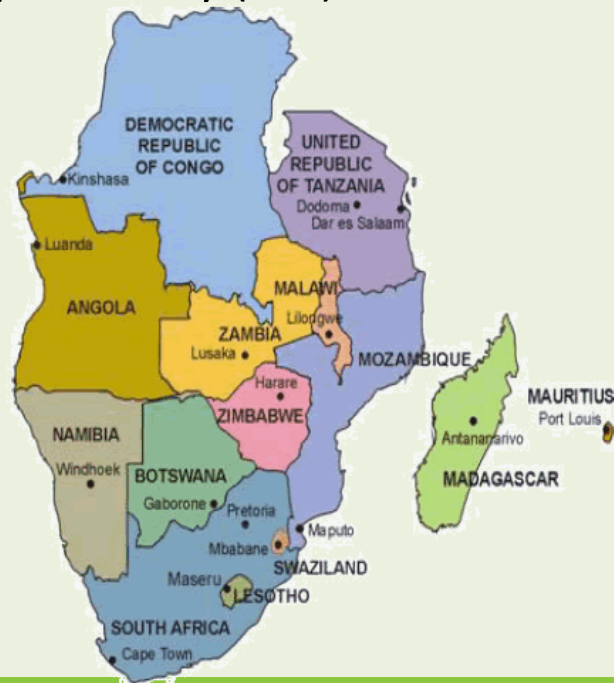 DEMOCRATIC
REPUBLIC
OF CONGO
Kinshasa
UNITED
REPUBLIC
OF TANZANIA
Dodoma
Dar es Salaam
Luanda
ANGOLA
MALAWI
Lilongwe
ZAMBIA
Lusaka
MOZAMBIQUE
Harare
ZIMBABWE
MAURITIUS
Port Louis
NAMIBIA
Windhoek
BOTSWANA
Gaborone
Antananarivo
MADAGASCAR
Pretoria
Maputo
Mbabane
SWAZILAND
Maseru
LESOTHO
SOUTH AFRICA
Cape Town